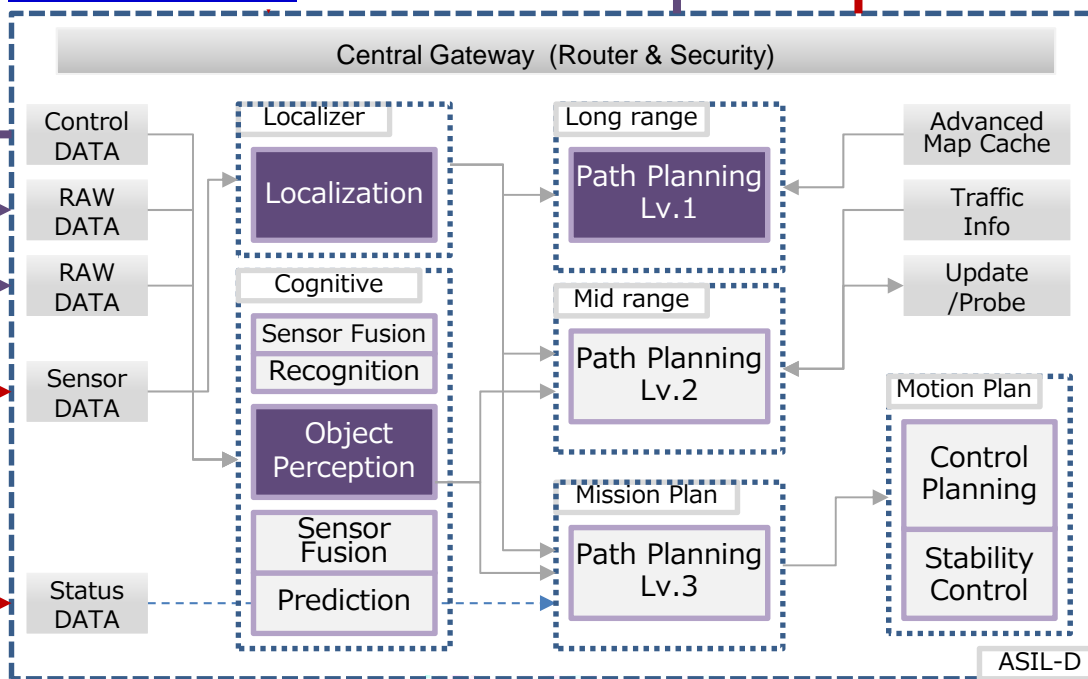 Central Gateway (Router & Security)
Control
DATA
RAW
DATA
RAW
DATA
Sensor
DATA
Status
DATA
Localizer
Localization
Cognitive
Sensor Fusion
Recognition
Object
Perception
Sensor
Fusion
Prediction
Long range
Path Planning
Lv.1
Mid range
Path Planning
Lv.2
Mission Plan
Path Planning
Lv.3
Advanced
Map Cache
Traffic
Info
Update
/Probe
Motion Plan
Control
Planning
Stability
Control
ASIL-D